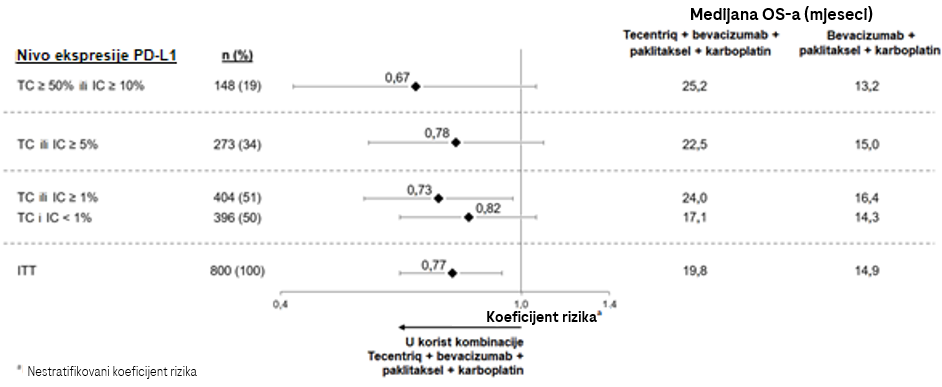 Medijana OS-a (mjeseci)
Tecentriq + bevacizumab +
paklitaksel + karboplatin
Bevacizumab +
paklitaksel + karboplatin
Nivo ekspresije PD-L1
n (%)
TC ≥ 50% ili IC ≥ 10% 148 (19) 0,67 25,2 13,2
TC ili IC ≥ 5% 273 (34) 0,78 22,5 15,0
TC ili IC ≥ 1% 404 (51) 0,73 24,0 16,4
TC i IC < 1% 396 (50) 0,82 17,1 14,3
ITT 800 (100) 0,77 19,8 14,9
0,4 1,0 1.4
Koeficijent rizikaª
U korist kombinacije
Tecentriq + bevacizumab +
paklitaksel + karboplatin
ª Nestratifikovani koeficijent rizika